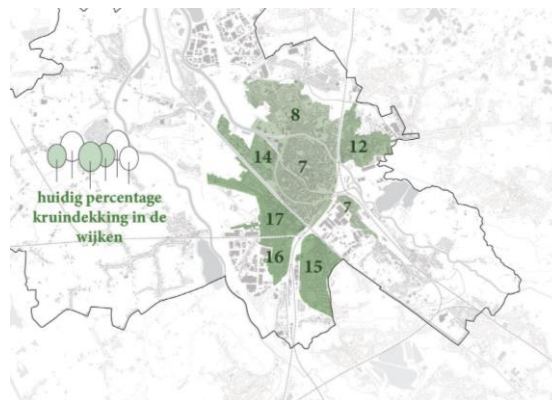 8
12
14
7
huidig percentage
kruindekking in de
wijken
7
17
16
15